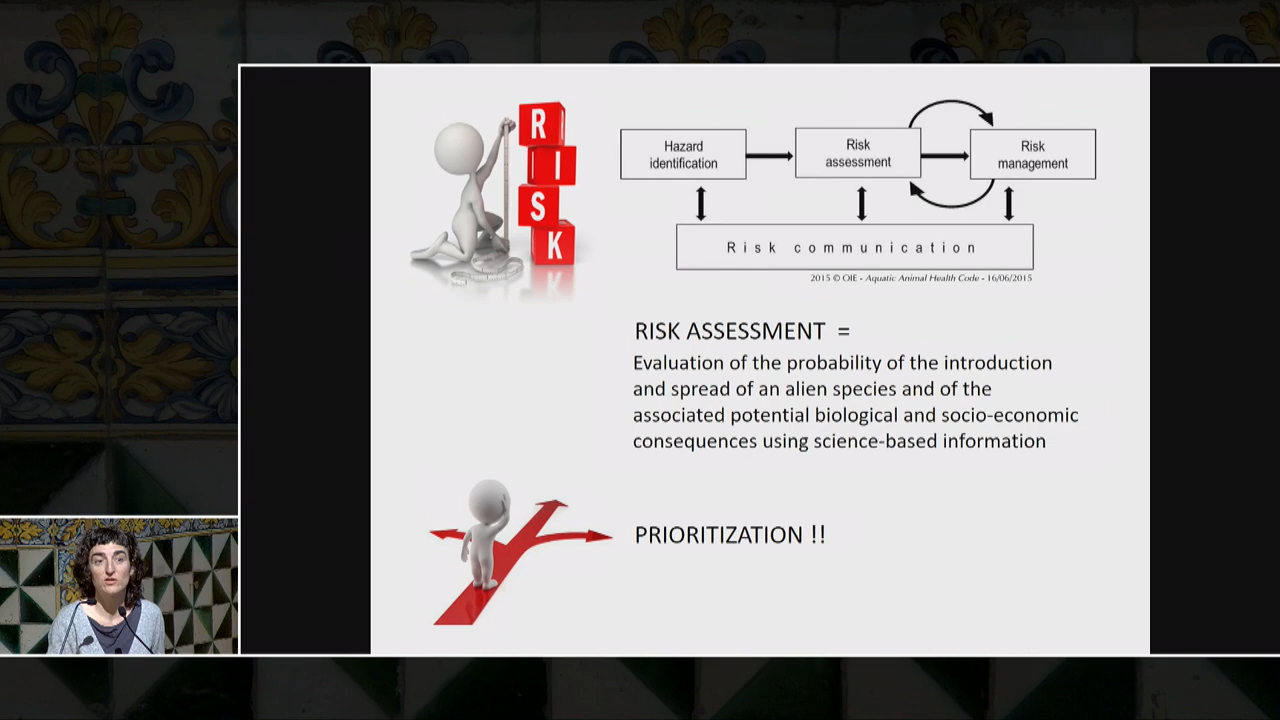 R
I
S
K
Hazard
identification
Risk
assessment
Risk
management
Risk communication
2015 © OIE - Aquatic Animal Health Code - 16/06/2015
RISK ASSESSMENT =
Evaluation of the probability of the introduction
and spread of an alien species and of the
associated potential biological and socio-economic
consequences using science-based information
PRIORITIZATION !!